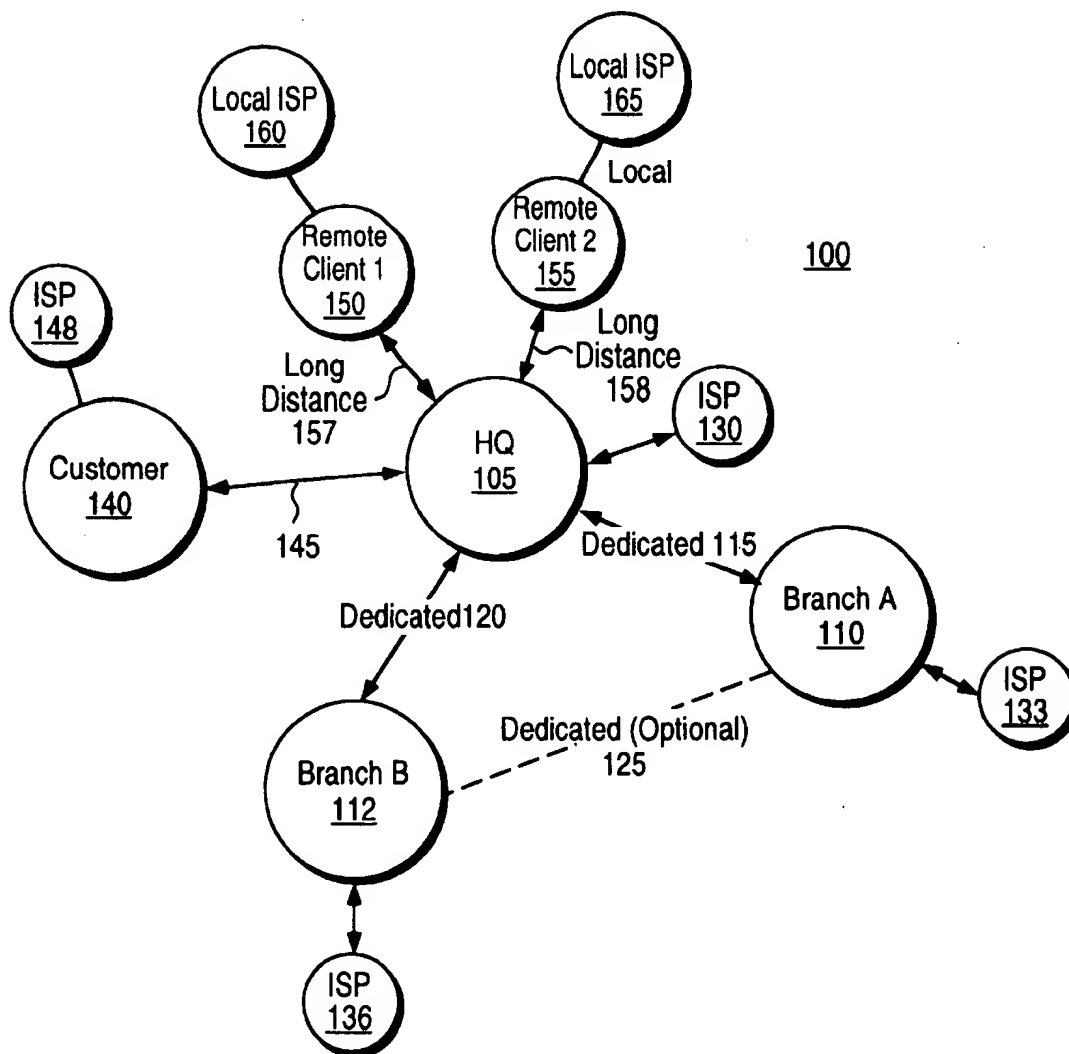 Local ISP
160
Local ISP
165
Local
Remote
Client 1
150
Remote
Client 2
155
100
ISP
148
Long
Distance
157
Long
Distance
158
ISP
130
Customer
140
HQ
105
145
Dedicated 115
Dedicated120
Branch A
110
ISP
133
Dedicated (Optional)
125
Branch B
112
ISP
136